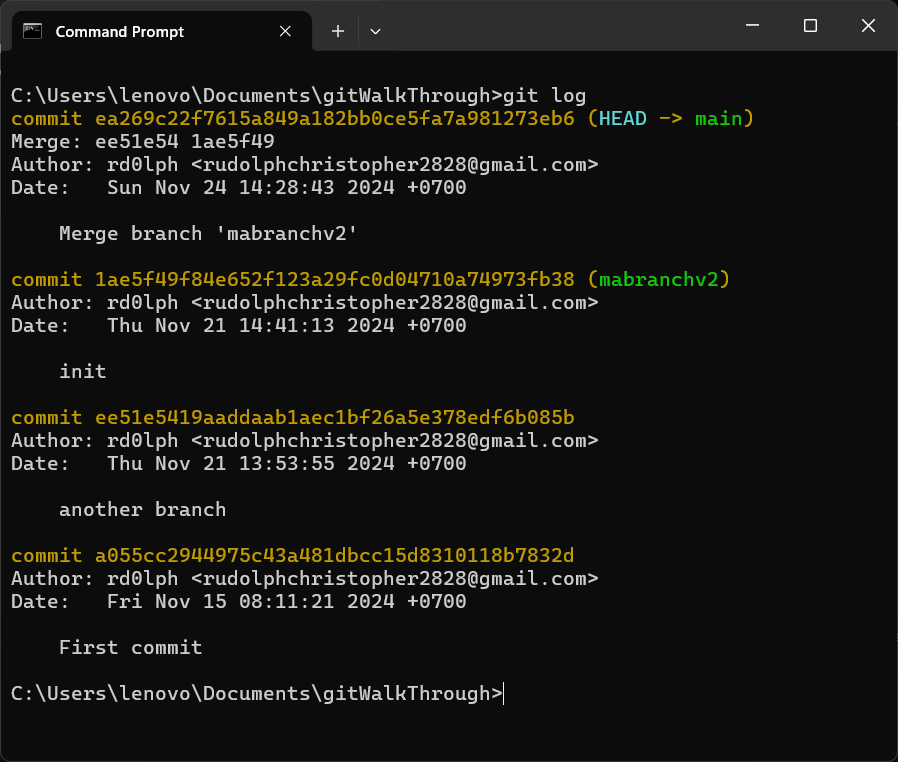 Command Prompt
C:\Users\lenovo\Documents\gitWalkThrough>git log
commit ea269c22f7615a849a182bb0ce5fa7a981273eb6 (HEAD -> main)
Merge: ee51e54 1ae5f49
Author: rd0lph <rudolphchristopher2828@gmail.com>
Date:   Sun Nov 24 14:28:43 2024 +0700
    Merge branch 'mabranchv2'
commit 1ae5f49f84e652f123a29fc0d04710a74973fb38 (mabranchv2)
Author: rd0lph <rudolphchristopher2828@gmail.com>
Date:   Thu Nov 21 14:41:13 2024 +0700
    init
commit ee51e5419aaddaab1aec1bf26a5e378edf6b085b
Author: rd0lph <rudolphchristopher2828@gmail.com>
Date:   Thu Nov 21 13:53:55 2024 +0700
    another branch
commit a055cc2944975c43a481dbcc15d8310118b7832d
Author: rd0lph <rudolphchristopher2828@gmail.com>
Date:   Fri Nov 15 08:11:21 2024 +0700
    First commit
C:\Users\lenovo\Documents\gitWalkThrough>